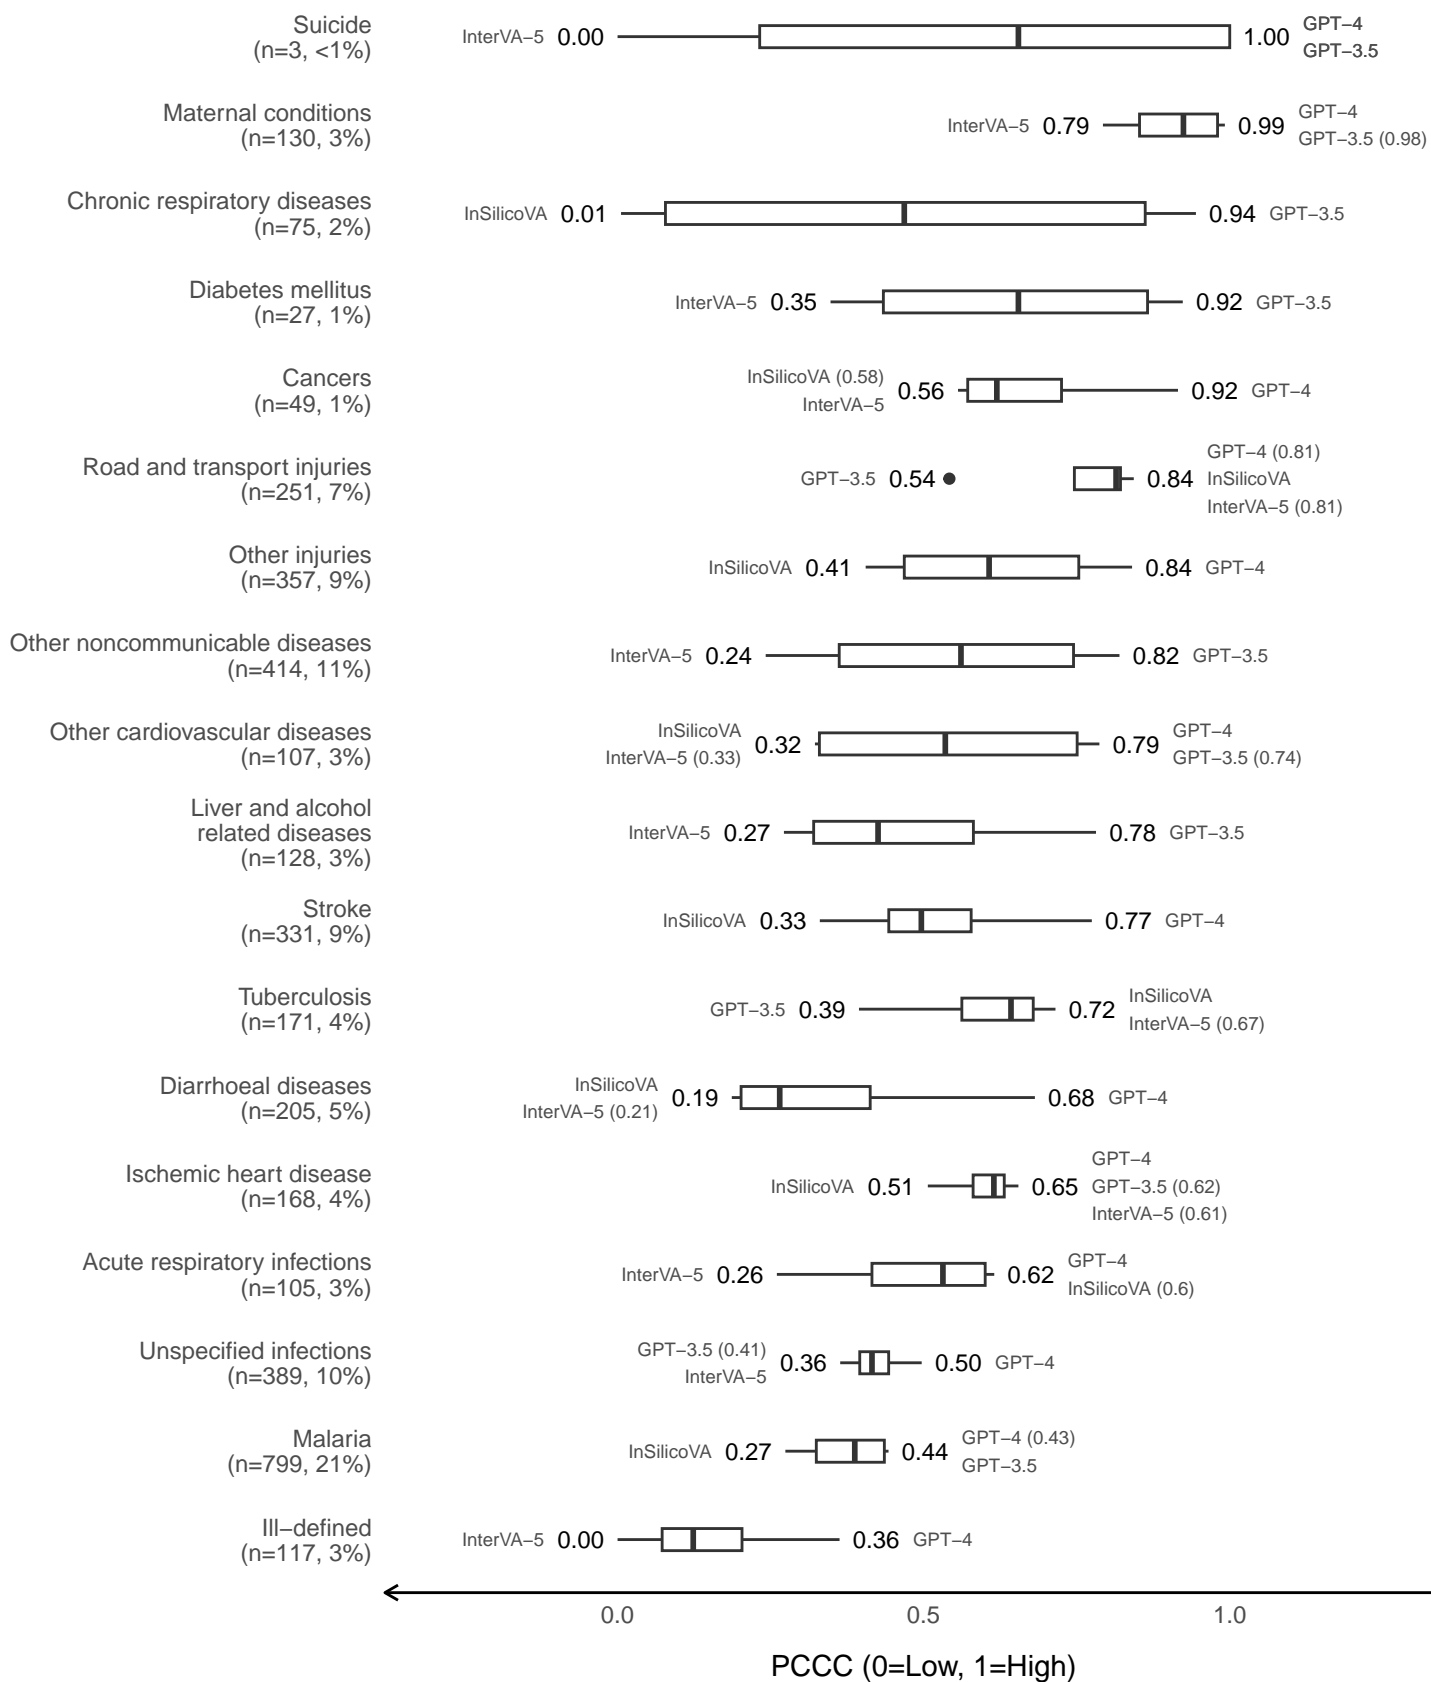 Suicide
(n=3, <1%)
InterVA−5 0.00
1.00 GPT−4
GPT−3.5
Maternal conditions
(n=130, 3%)
InterVA−5 0.79
0.99 GPT−4
GPT−3.5 (0.98)
Chronic respiratory diseases
(n=75, 2%)
InSilicoVA 0.01
0.94 GPT−3.5
Diabetes mellitus
(n=27, 1%)
InterVA−5 0.35
0.92 GPT−3.5
Cancers
(n=49, 1%)
InSilicoVA (0.58)
InterVA−5
0.56
0.92 GPT−4
Road and transport injuries
(n=251, 7%)
GPT−3.5 0.54
0.84
GPT−4 (0.81)
InSilicoVA
InterVA−5 (0.81)
Other injuries
(n=357, 9%)
InSilicoVA 0.41
0.84 GPT−4
Other noncommunicable diseases
(n=414, 11%)
InterVA−5 0.24
0.82 GPT−3.5
Other cardiovascular diseases
(n=107, 3%)
InSilicoVA
InterVA−5 (0.33)
0.32
0.79
GPT−4
GPT−3.5 (0.74)
Liver and alcohol
related diseases
(n=128, 3%)
InterVA−5 0.27
0.78 GPT−3.5
Stroke
(n=331, 9%)
InSilicoVA 0.33
0.77 GPT−4
Tuberculosis
(n=171, 4%)
GPT−3.5 0.39
0.72
InSilicoVA
InterVA−5 (0.67)
Diarrhoeal diseases
(n=205, 5%)
InSilicoVA
InterVA−5 (0.21)
0.19
0.68 GPT−4
Ischemic heart disease
(n=168, 4%)
InSilicoVA 0.51
0.65
GPT−4
GPT−3.5 (0.62)
InterVA−5 (0.61)
Acute respiratory infections
(n=105, 3%)
InterVA−5 0.26
0.62
GPT−4
InSilicoVA (0.6)
Unspecified infections
(n=389, 10%)
GPT−3.5 (0.41)
InterVA−5
0.36
0.50 GPT−4
Malaria
(n=799, 21%)
InSilicoVA 0.27
0.44
GPT−4 (0.43)
GPT−3.5
Ill−defined
(n=117, 3%)
InterVA−5 0.00
0.36 GPT−4
0.0 0.5 1.0
PCCC (0=Low, 1=High)